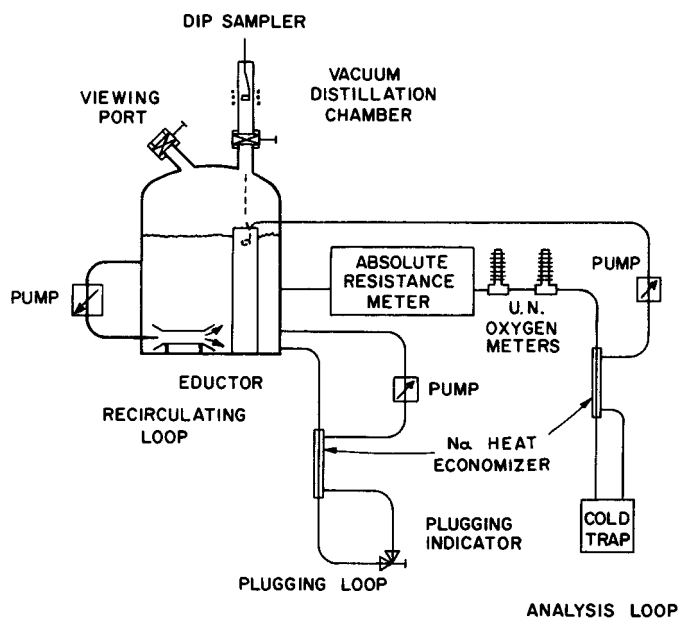 DIP SAMPLER
VIEWING
PORT
VACUUM
DISTILLATION
CHAMBER
PUMP
ABSOLUTE
RESISTANCE
METER
U.N.
OXYGEN
METERS
PUMP
EDUCTOR
RECIRCULATING
LOOP
PUMP
Na HEAT
ECONOMIZER
PLUGGING
INDICATOR
PLUGGING LOOP
COLD
TRAP
ANALYSIS LOOP